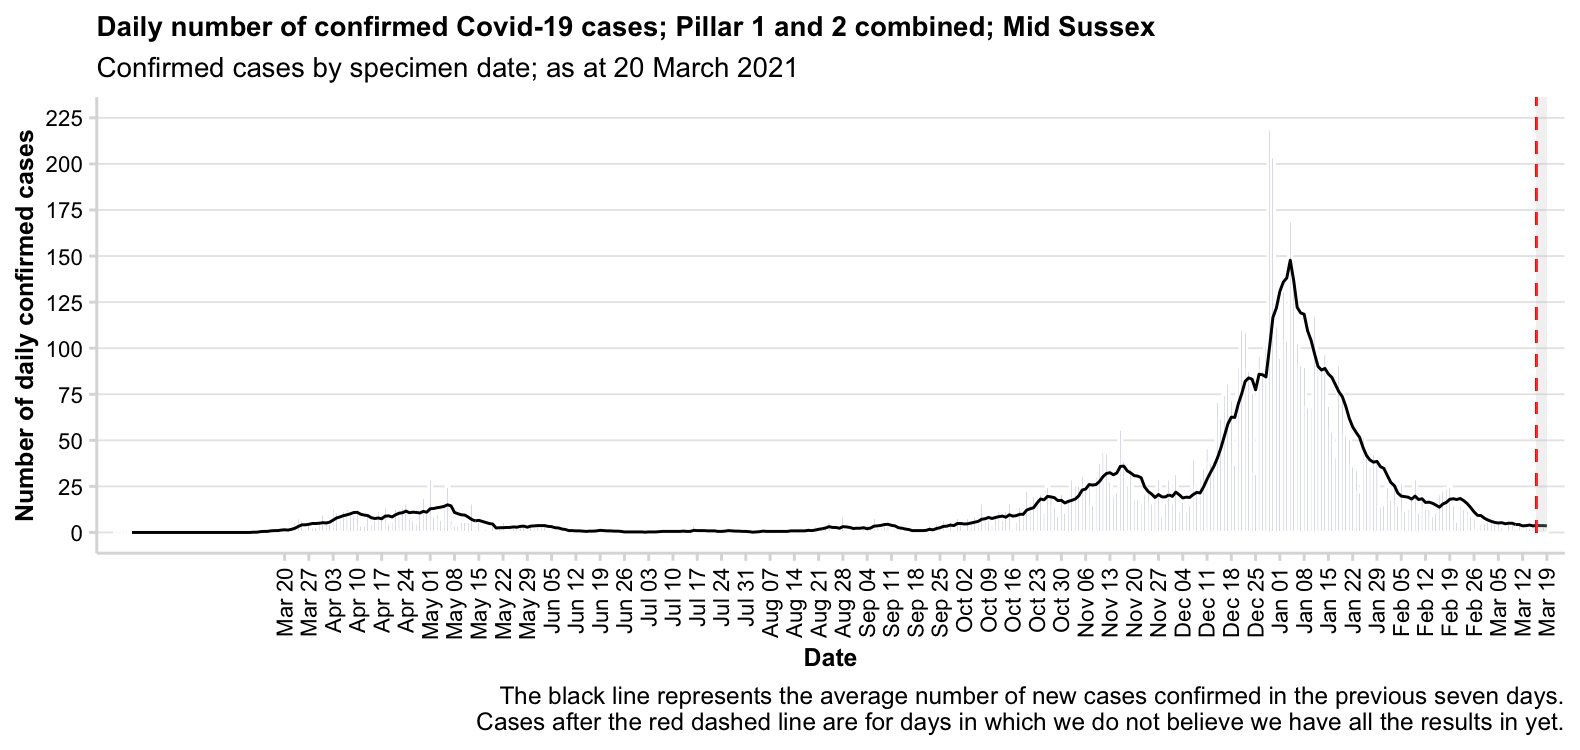 Daily number of confirmed Covid-19 cases; Pillar 1 and 2 combined; Mid Sussex
Confirmed cases by specimen date; as at 20 March 2021
Number of daily confirmed cases
225
200
175
150
125
100
75
50
25
0
Mar 20
Mar 27
Apr 03
Apr 10
Apr 17
Apr 24
May 01
May 08
May 15
May 22
May 29
Jun 05
Jun 12
Jun 19
Jun 26
Jul 03
Jul 10
Jul 17
Jul 24
Jul 31
Aug 07
Aug 14
Aug 21
Aug 28
Sep 04
Sep 11
Sep 18
Sep 25
Oct 02
Oct 09
Oct 16
Oct 23
Oct 30
Nov 06
Nov 13
Nov 20
Nov 27
Dec 04
Dec 11
Dec 18
Dec 25
Jan 01
Jan 08
Jan 15
Jan 22
Jan 29
Feb 05
Feb 12
Feb 19
Feb 26
Mar 05
Mar 12
Mar 19
Date
The black line represents the average number of new cases confirmed in the previous seven days.
Cases after the red dashed line are for days in which we do not believe we have all the results in yet.